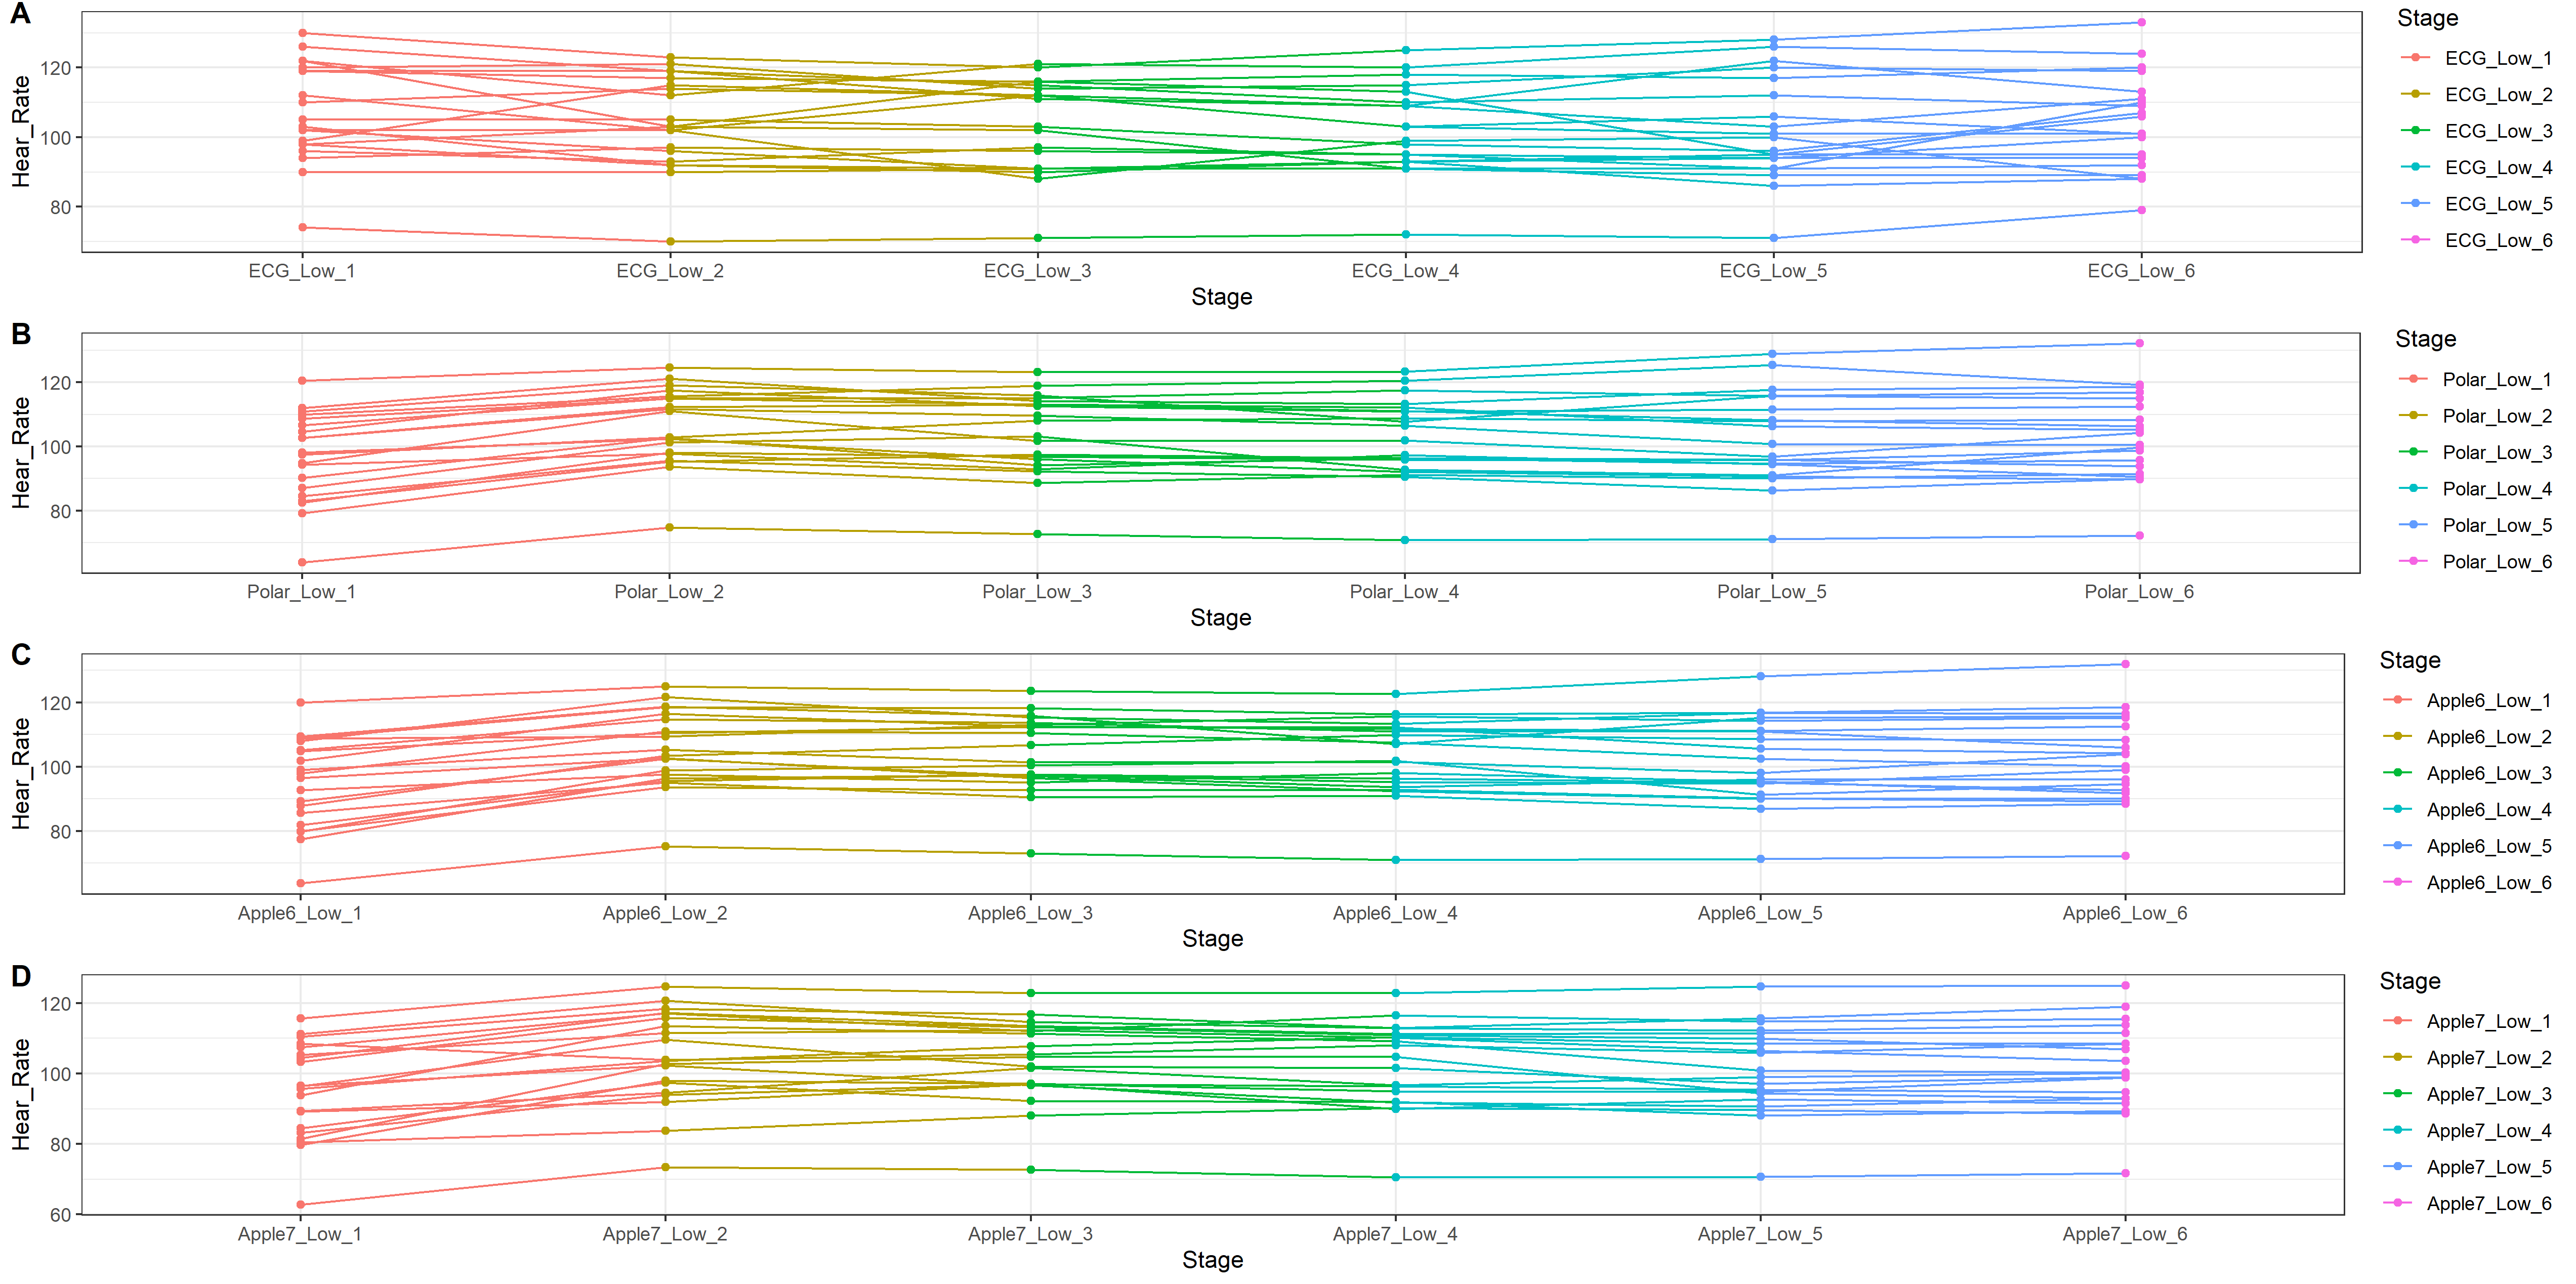 A
Hear_Rate
120
100
80
ECG_Low_1 ECG_Low_2 ECG_Low_3 ECG_Low_4 ECG_Low_5 ECG_Low_6
Stage
Stage
ECG_Low_1
ECG_Low_2
ECG_Low_3
ECG_Low_4
ECG_Low_5
ECG_Low_6
B
Hear_Rate
120
100
80
Polar_Low_1 Polar_Low_2 Polar_Low_3 Polar_Low_4 Polar_Low_5 Polar_Low_6
Stage
Stage
Polar_Low_1
Polar_Low_2
Polar_Low_3
Polar_Low_4
Polar_Low_5
Polar_Low_6
C
Hear_Rate
120
100
80
Apple6_Low_1 Apple6_Low_2 Apple6_Low_3 Apple6_Low_4 Apple6_Low_5 Apple6_Low_6
Stage
Stage
Apple6_Low_1
Apple6_Low_2
Apple6_Low_3
Apple6_Low_4
Apple6_Low_5
Apple6_Low_6
D
Hear_Rate
120
100
80
60
Apple7_Low_1 Apple7_Low_2 Apple7_Low_3 Apple7_Low_4 Apple7_Low_5 Apple7_Low_6
Stage
Stage
Apple7_Low_1
Apple7_Low_2
Apple7_Low_3
Apple7_Low_4
Apple7_Low_5
Apple7_Low_6